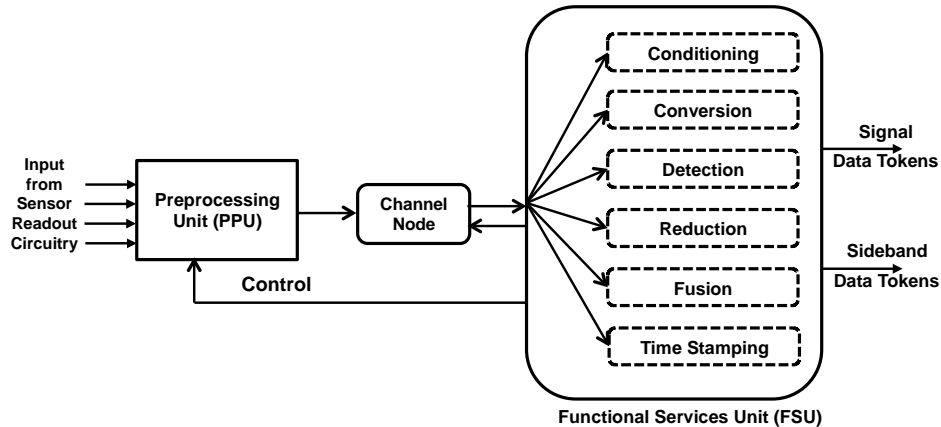 Input
from
Sensor
Readout
Circuitry
Preprocessing
Unit (PPU)
Channel
Node
Control
Conditioning
Conversion
Detection
Reduction
Fusion
Time Stamping
Signal
Data Tokens
Sideband
Data Tokens
Functional Services Unit (FSU)